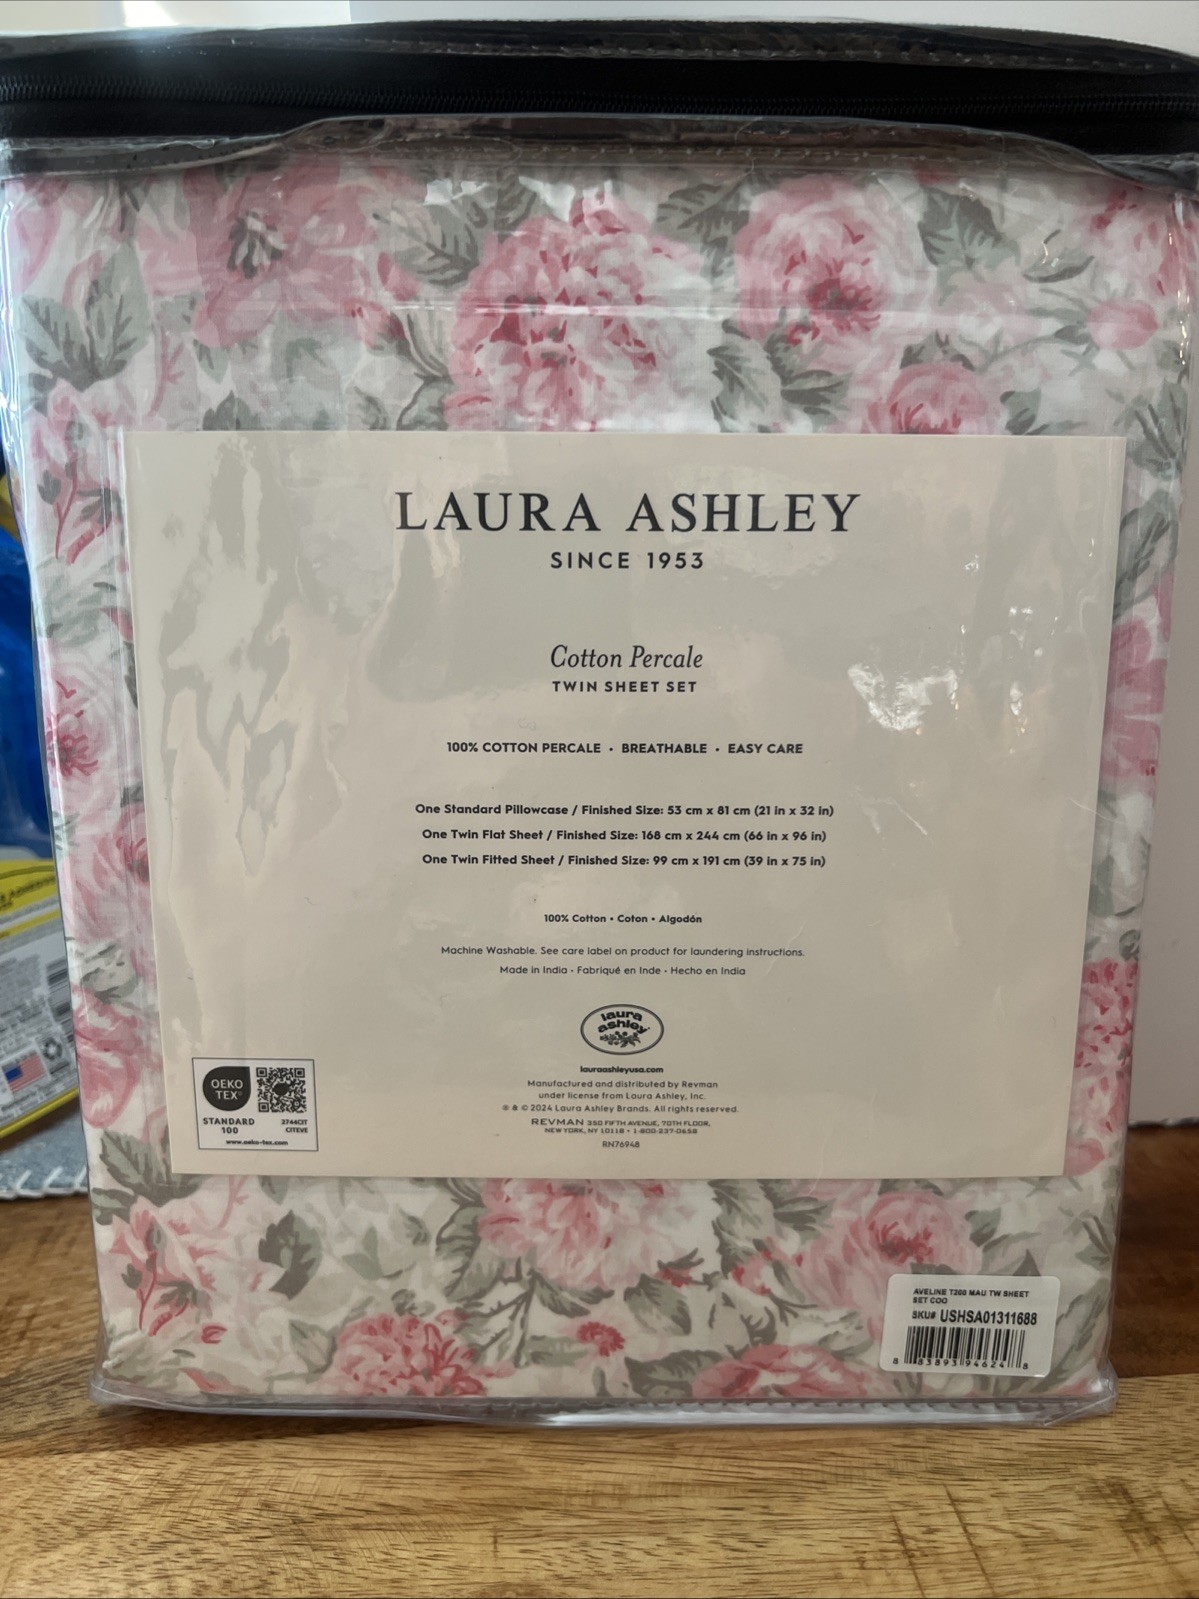 LAURA ASHLEY
SINCE 1953
Cotton Percale
TWIN SHEET SET
100% COTTON PERCALE • BREATHABLE • EASY CARE
One Standard Pillowcase / Finished Size: 53 cm x 81 cm (21 in x 32 in)
One Twin Flat Sheet / Finished Size: 168 cm x 244 cm (66 in x 96 in)
One Twin Fitted Sheet / Finished Size: 99 cm x 191 cm (39 in x 75 in)
100% Cotton • Coton • Algodón
Machine Washable. See care label on product for laundering instructions.
Made in India • Fabriqué en Inde • Hecho en India
laura
ashley
lauraashleyusa.com
Manufactured and distributed by Revman
under license from Laura Ashley, Inc.
© 2024 Laura Ashley Brands. All rights reserved.
REVMAN 350 FIFTH AVENUE, 70TH FLOOR,
NEW YORK, NY 10118 • 1-800-237-0658
RN76948
OEKO
TEX®
STANDARD
100
2744CIT
CITEVE
www.oeko-tex.com
AVELINE T200 MAU TW SHEET
SET COO
SKU# USHSA01311688
8 83893 94624 8